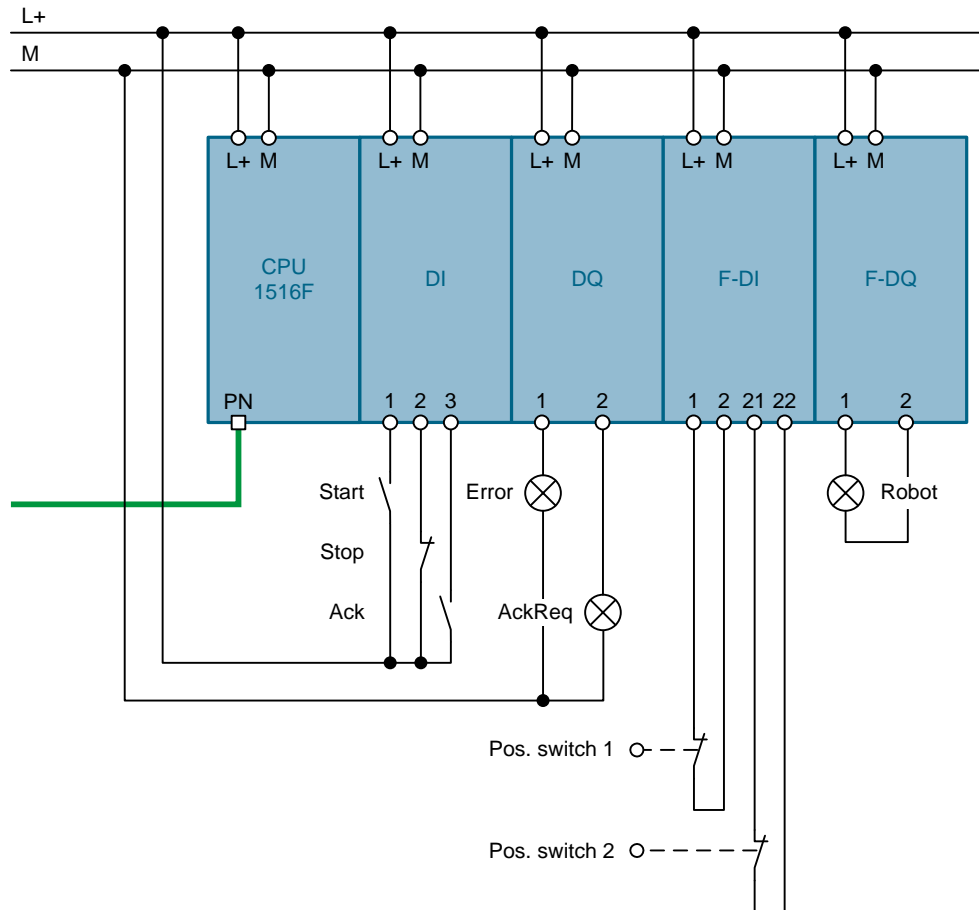 L+
M
L+ M
L+ M
L+ M
L+ M
L+ M
CPU
1516F
DI
DQ
F-DI
F-DQ
PN
1 2 3
1 2
1 2 21 22
1 2
Start
Error
Robot
Stop
Ack
AckReq
Pos. switch 1
Pos. switch 2